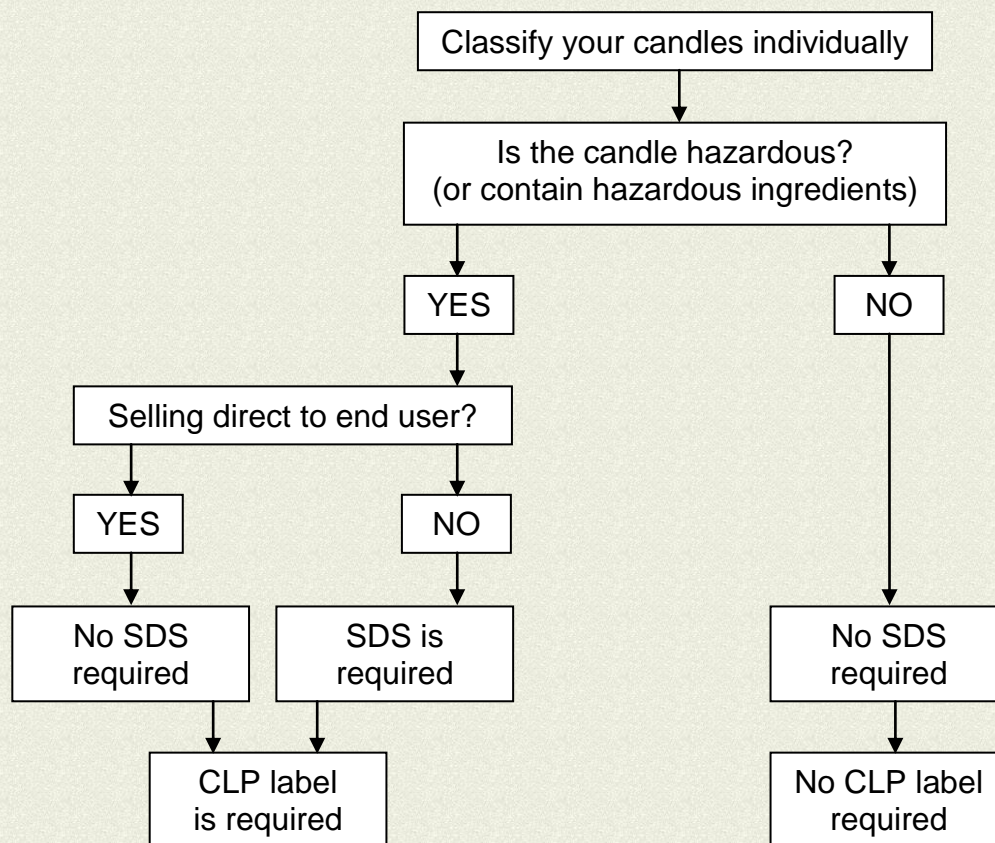 Classify your candles individually
Is the candle hazardous?
(or contain hazardous ingredients)
YES
NO
Selling direct to end user?
YES
NO
No SDS
required
SDS is
required
No SDS
required
CLP label
is required
No CLP label
required